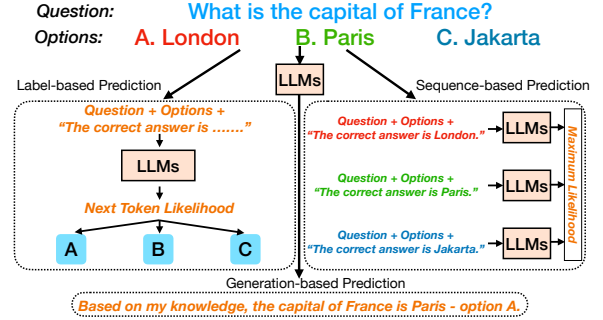 Question: What is the capital of France?
Options: A. London B. Paris C. Jakarta
LLMs
Label-based Prediction
Question + Options +
“The correct answer is .......”
LLMs
Next Token Likelihood
A B C
Sequence-based Prediction
Question + Options +
“The correct answer is London.”
LLMs
Question + Options +
“The correct answer is Paris.”
LLMs
Question + Options +
“The correct answer is Jakarta.”
LLMs
Maximum Likelihood
Generation-based Prediction
Based on my knowledge, the capital of France is Paris - option A.